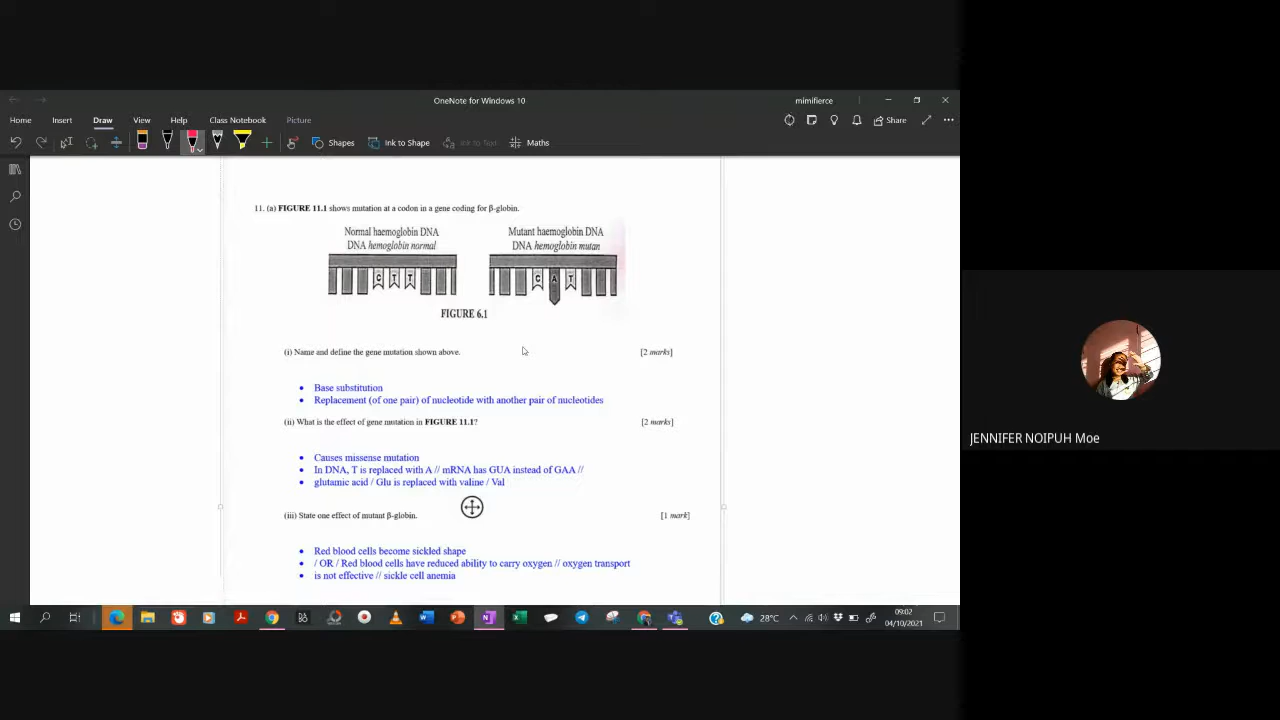 OneNote for Windows 10
mimifierce
Home Insert Draw View Help Class Notebook Picture
Share
Shapes Ink to Shape Ink to Text Maths
11. (a) FIGURE 11.1 shows mutation at a codon in a gene coding for β-globin.
Normal haemoglobin DNA Mutant haemoglobin DNA
DNA hemoglobin normal DNA hemoglobin mutan
C T T C A T
FIGURE 6.1
(i) Name and define the gene mutation shown above. [2 marks]
• Base substitution
• Replacement (of one pair) of nucleotide with another pair of nucleotides
(ii) What is the effect of gene mutation in FIGURE 11.1? [2 marks]
• Causes missense mutation
• In DNA, T is replaced with A // mRNA has GUA instead of GAA //
• glutamic acid / Glu is replaced with valine / Val
(iii) State one effect of mutant β-globin. [1 mark]
• Red blood cells become sickled shape
• / OR / Red blood cells have reduced ability to carry oxygen // oxygen transport
• is not effective // sickle cell anemia
JENNIFER NOIPUH Moe
28°C
09:02
04/10/2021